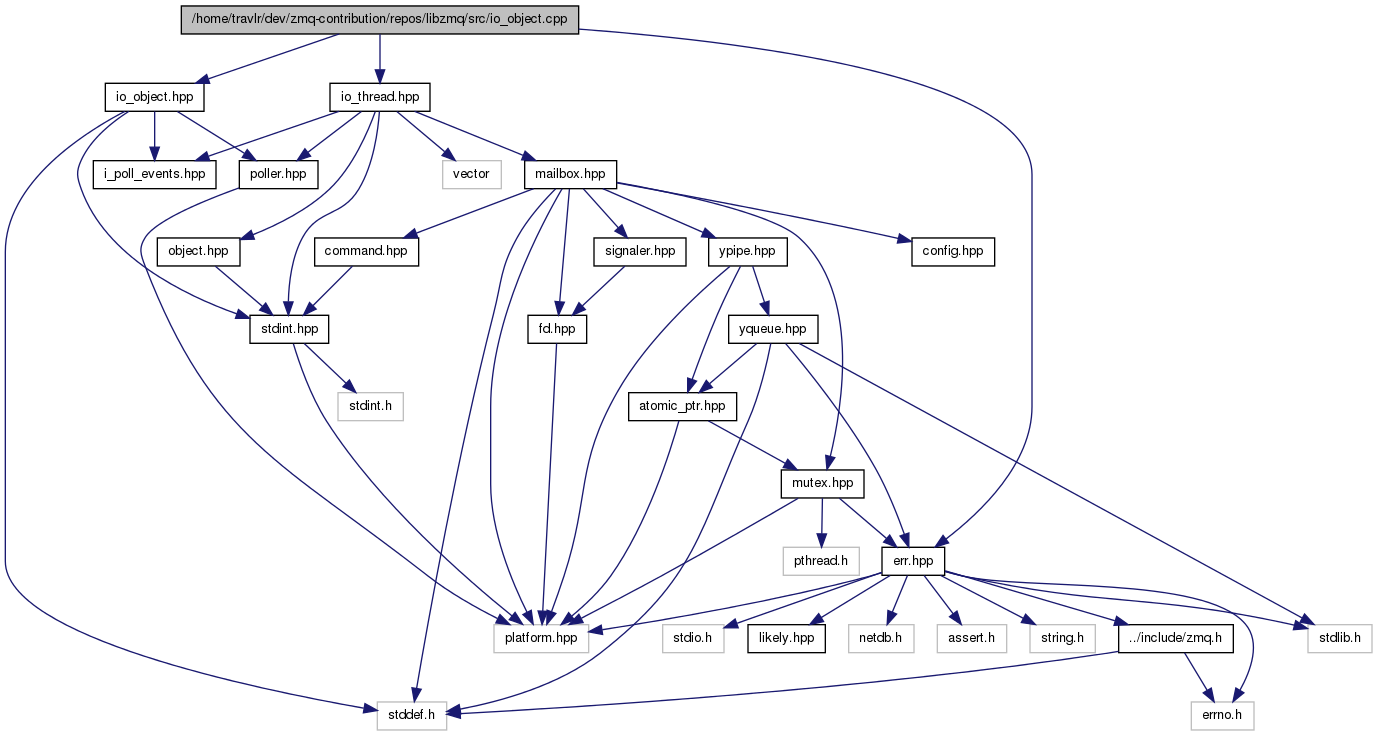 /home/travlr/dev/zmq-contribution/repos/libzmq/src/io_object.cpp
io_object.hpp
io_thread.hpp
i_poll_events.hpp
poller.hpp
vector
mailbox.hpp
object.hpp
command.hpp
signaler.hpp
ypipe.hpp
config.hpp
stdint.hpp
fd.hpp
yqueue.hpp
stdint.h
atomic_ptr.hpp
mutex.hpp
pthread.h
err.hpp
platform.hpp
stdio.h
likely.hpp
netdb.h
assert.h
string.h
../include/zmq.h
stdlib.h
stddef.h
errno.h